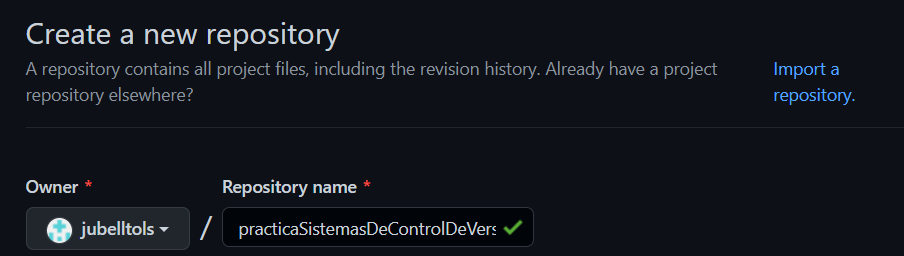 Create a new repository
A repository contains all project files, including the revision history. Already have a project
repository elsewhere?
Import a
repository.
Owner *
Repository name *
jubelltols / practicaSistemasDeControlDeVers